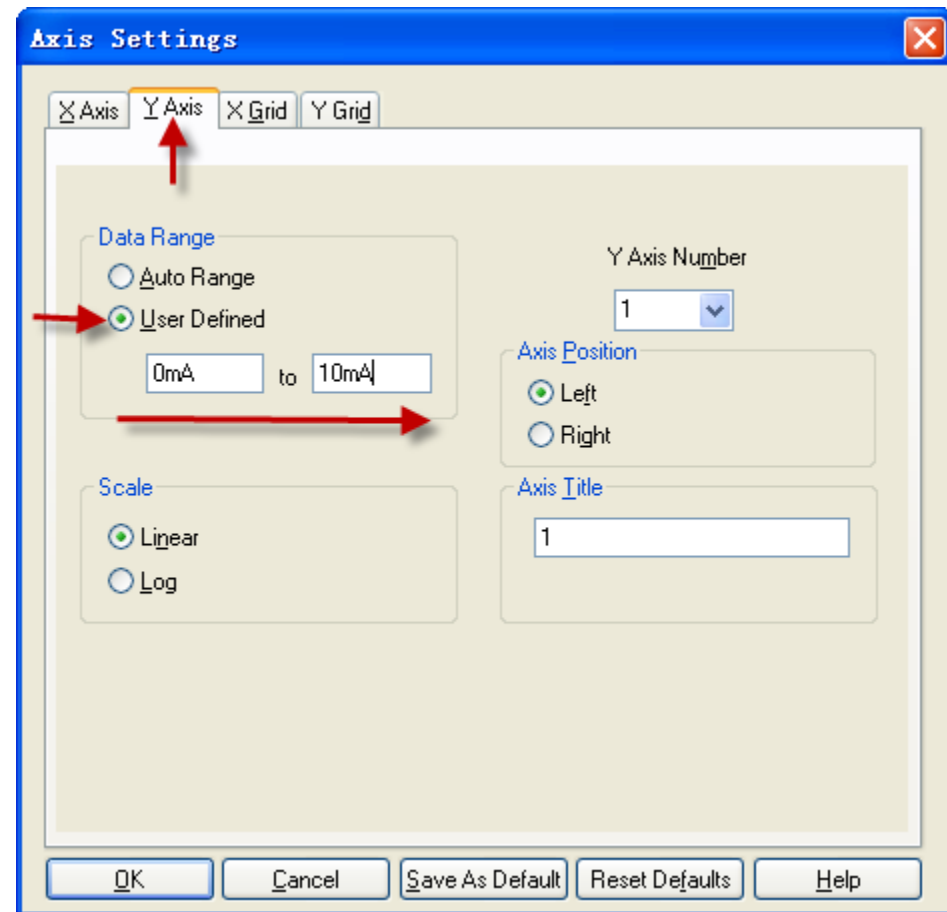 Axis Settings
X Axis
Y Axis
X Grid
Y Grid
Data Range
Auto Range
User Defined
0mA to 10mA
Y Axis Number
1
Axis Position
Left
Right
Scale
Linear
Log
Axis Title
1
OK
Cancel
Save As Default
Reset Defaults
Help